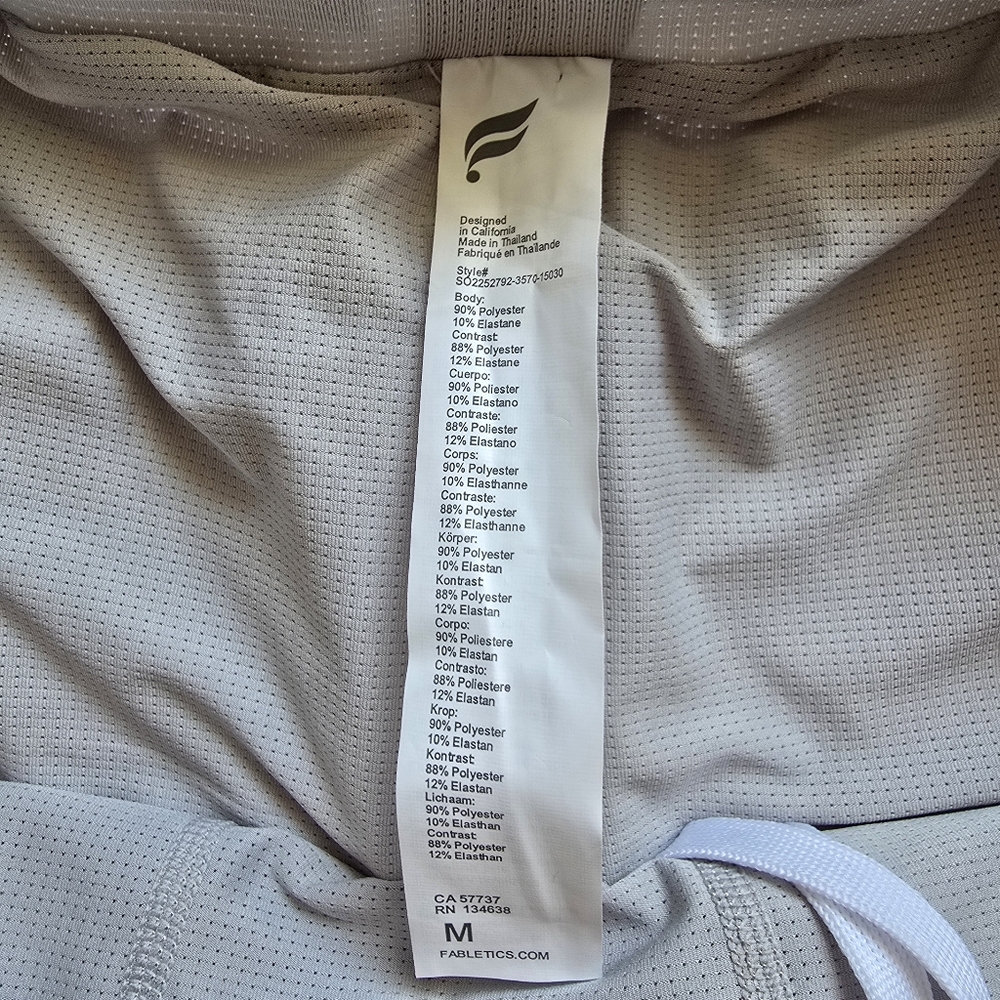 Designed
in California
Made in Thailand
Fabriqué en Thaïlande
Style#
SO2252792-3570-15030
Body:
90% Polyester
10% Elastane
Contrast:
88% Polyester
12% Elastane
Cuerpo:
90% Poliester
10% Elastano
Contraste:
88% Poliester
12% Elastano
Corps:
90% Polyester
10% Elasthanne
Contraste:
88% Polyester
12% Elasthanne
Körper:
90% Polyester
10% Elastan
Kontrast:
88% Polyester
12% Elastan
Corpo:
90% Poliestere
10% Elastan
Contrasto:
88% Poliestere
12% Elastan
Krop:
90% Polyester
10% Elastan
Kontrast:
88% Polyester
12% Elastan
Lichaam:
90% Polyester
10% Elasthan
Contrast:
88% Polyester
12% Elasthan
CA 57737
RN 134638
M
FABLETICS.COM